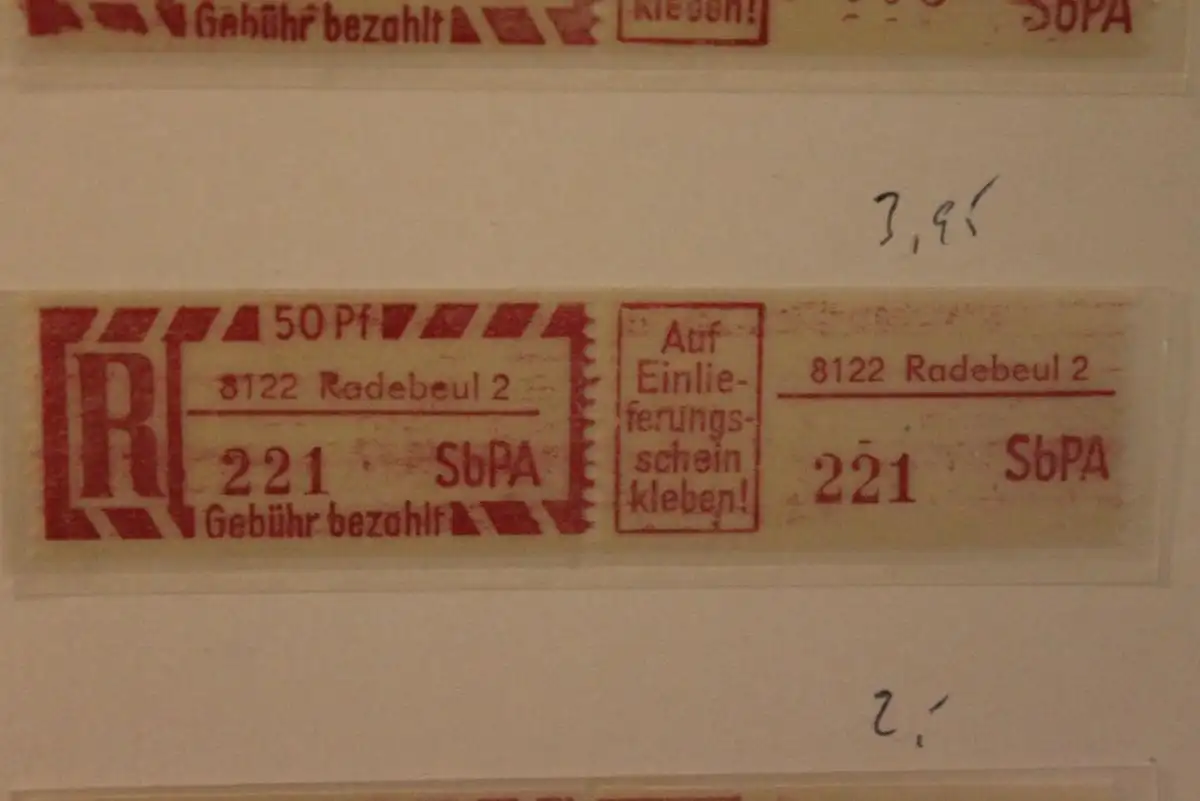 Gebühr bezahlt
kleben!
SbPA
3,95
50 Pf
R
8122 Radebeul 2
221 SbPA
Gebühr bezahlt
Auf
Einlie-
ferungs-
schein
kleben!
8122 Radebeul 2
221 SbPA
2,-